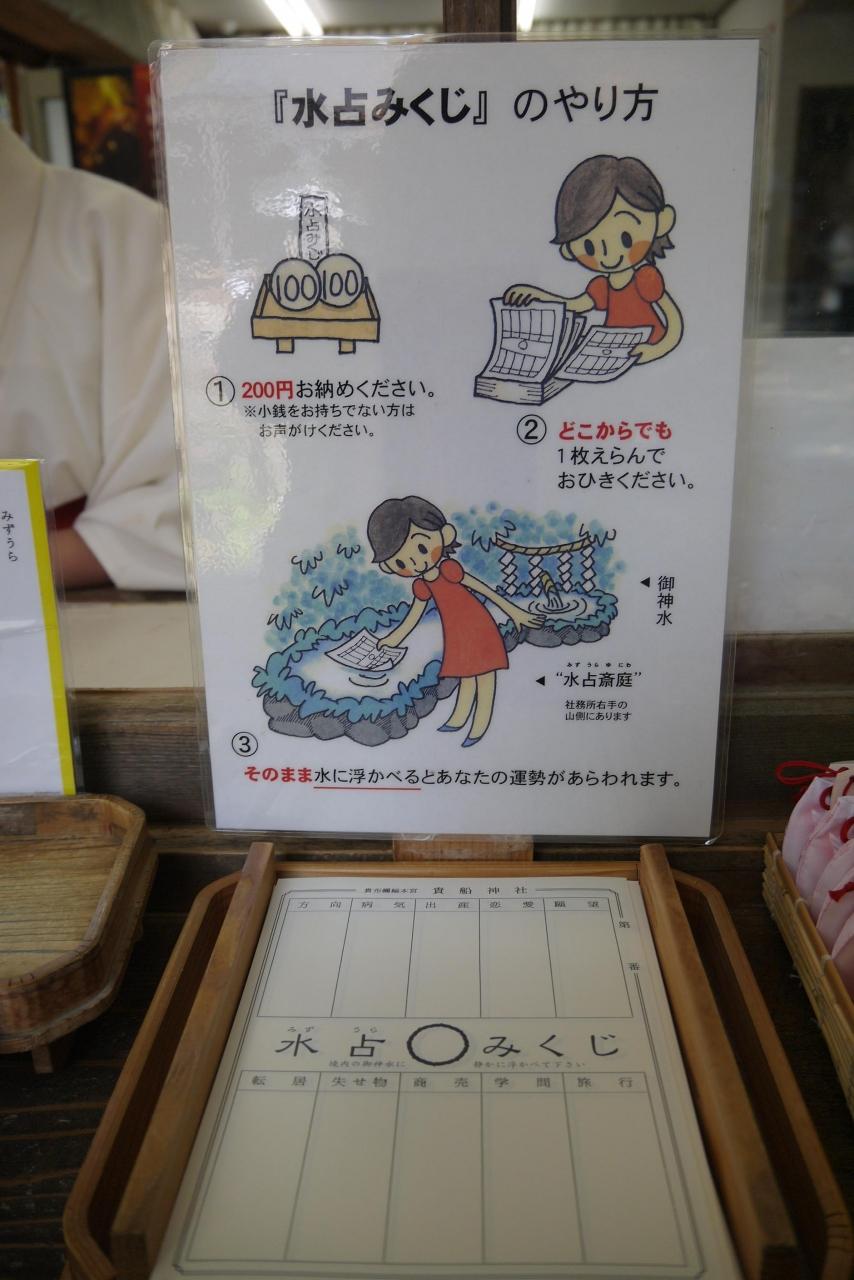 『水占みくじ』のやり方
水占みくじ
100 100
① 200円お納めください。
※小銭をお持ちでない方は
お声がけください。
② どこからでも
1枚えらんで
おひきください。
◀ 御神水
みずうらゆにわ
◀ “水占斎庭”
社務所右手の
山側にあります
③
そのまま水に浮かべるとあなたの運勢があらわれます。
みずうら
貴船神社
方向 病気 出産 恋愛 願望
第 番
みず うら
水占〇みくじ
境内の御神水に 静かに浮かべて下さい
転居 失せ物 商売 学問 旅行